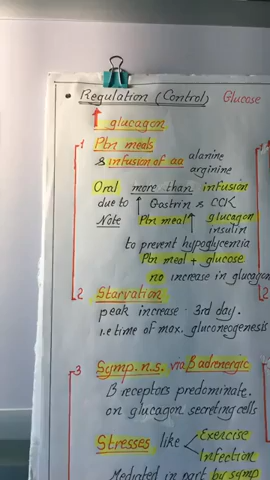 • Regulation (Control) Glucose
↑ glucagon
1 Ptn meals
& infusion of aa alanine
arginine
Oral more than infusion
due to ↑ Gastrin & CCK
Note Ptn meal ↑ glucagon
insulin
to prevent hypoglycemia
Ptn meal + glucose
no increase in glucagon
2 Starvation
peak increase : 3rd day.
i.e time of max. gluconeogenesis
3 Symp. n.s. via β adrenergic
β receptors predominate.
on glucagon secreting cells
Stresses like Exercise
Infection
Mediated in part by symp